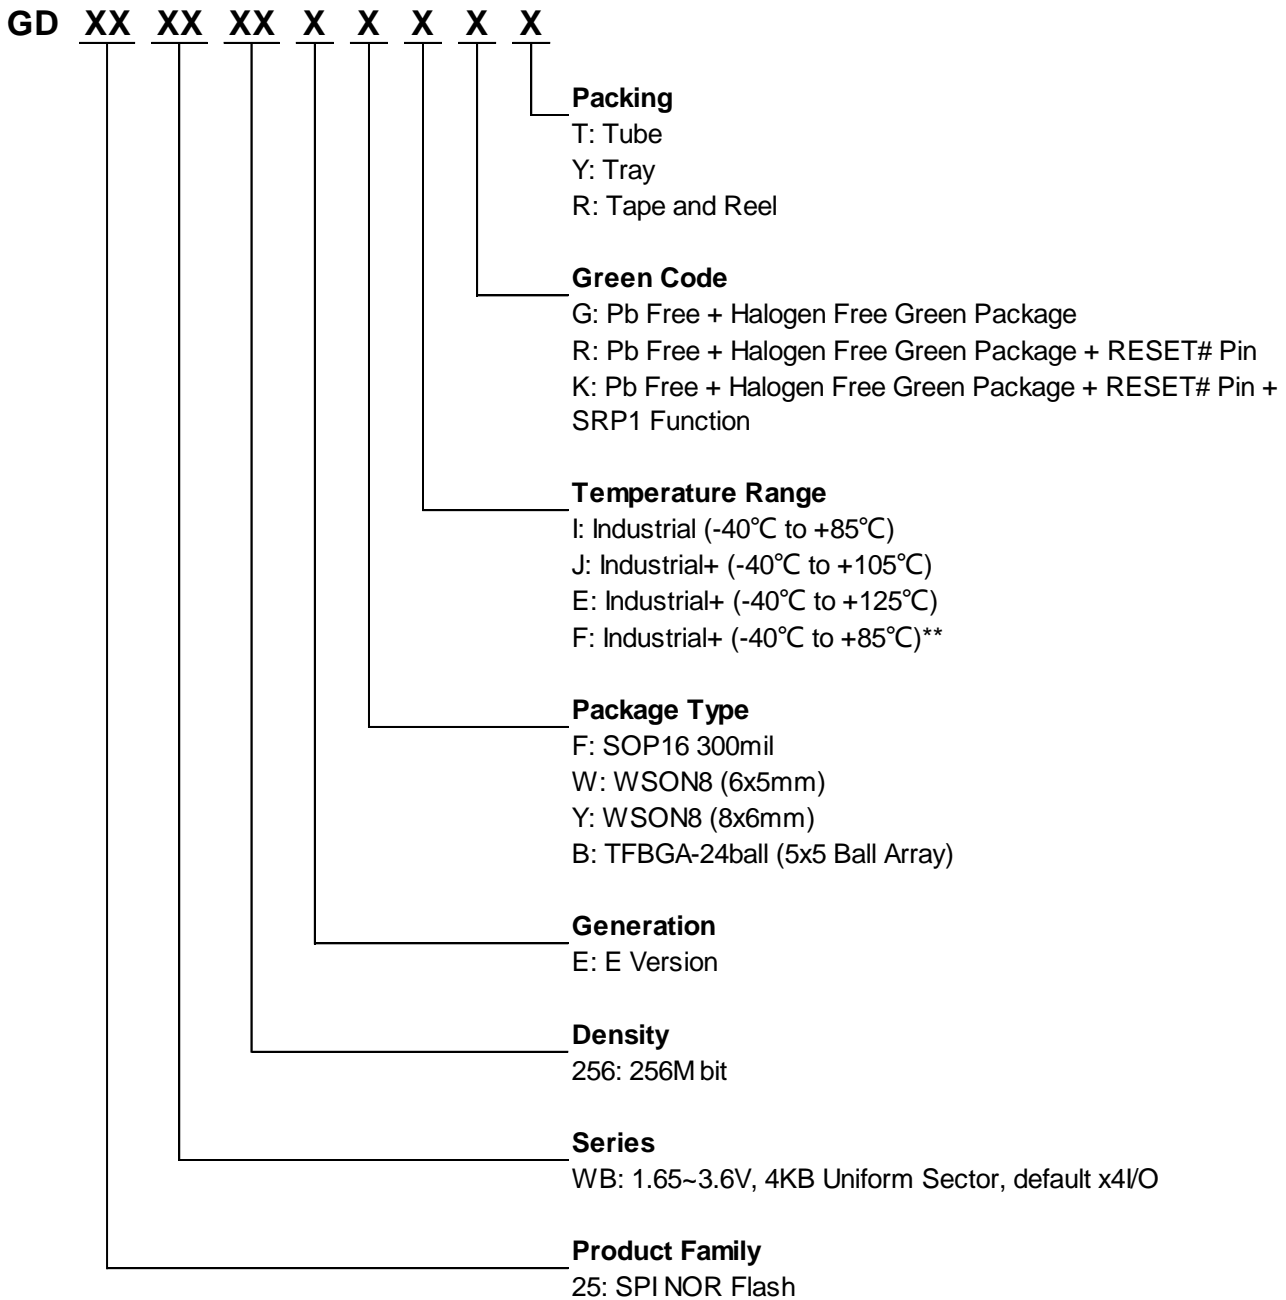 GD XX XX XX X X X X X
Packing
T: Tube
Y: Tray
R: Tape and Reel
Green Code
G: Pb Free + Halogen Free Green Package
R: Pb Free + Halogen Free Green Package + RESET# Pin
K: Pb Free + Halogen Free Green Package + RESET# Pin +
SRP1 Function
Temperature Range
I: Industrial (-40℃ to +85℃)
J: Industrial+ (-40℃ to +105℃)
E: Industrial+ (-40℃ to +125℃)
F: Industrial+ (-40℃ to +85℃)**
Package Type
F: SOP16 300mil
W: WSON8 (6x5mm)
Y: WSON8 (8x6mm)
B: TFBGA-24ball (5x5 Ball Array)
Generation
E: E Version
Density
256: 256M bit
Series
WB: 1.65~3.6V, 4KB Uniform Sector, default x4I/O
Product Family
25: SPI NOR Flash